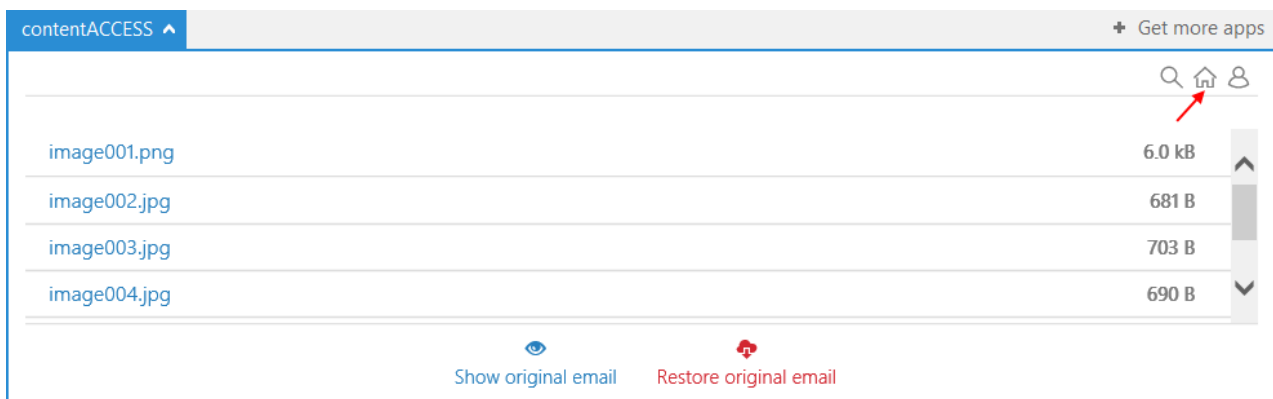 contentACCESS
Get more apps
image001.png 6.0 kB
image002.jpg 681 B
image003.jpg 703 B
image004.jpg 690 B
Show original email Restore original email